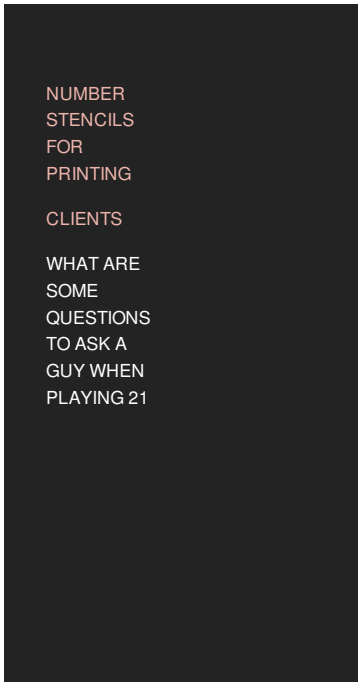 NUMBER
STENCILS
FOR
PRINTING
CLIENTS
WHAT ARE
SOME
QUESTIONS
TO ASK A
GUY WHEN
PLAYING 21